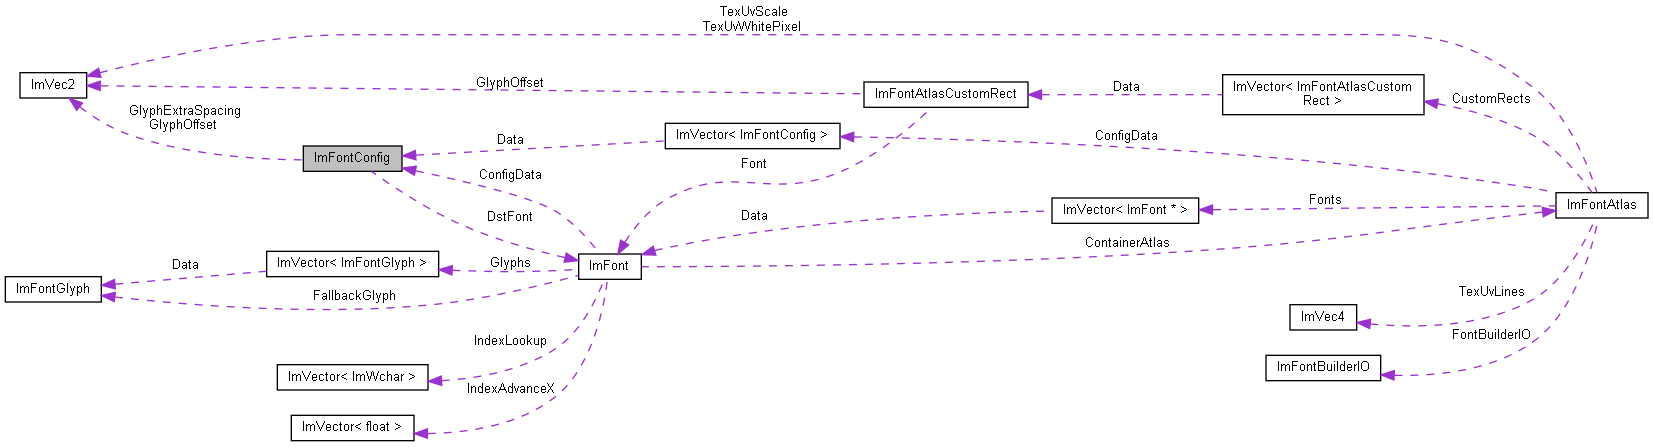 TexUvScale
TexUvWhitePixel
ImVec2
GlyphOffset
ImFontAtlasCustomRect
Data
ImVector< ImFontAtlasCustom
Rect >
CustomRects
GlyphExtraSpacing
GlyphOffset
ImVector< ImFontConfig >
ConfigData
Data
ImFontConfig
Font
ConfigData
ImFontAtlas
Fonts
ImVector< ImFont * >
Data
DstFont
ContainerAtlas
ImVector< ImFontGlyph >
Data
Glyphs
ImFont
ImFontGlyph
FallbackGlyph
TexUvLines
ImVec4
FontBuilderIO
IndexLookup
ImFontBuilderIO
ImVector< ImWchar >
IndexAdvanceX
ImVector< float >